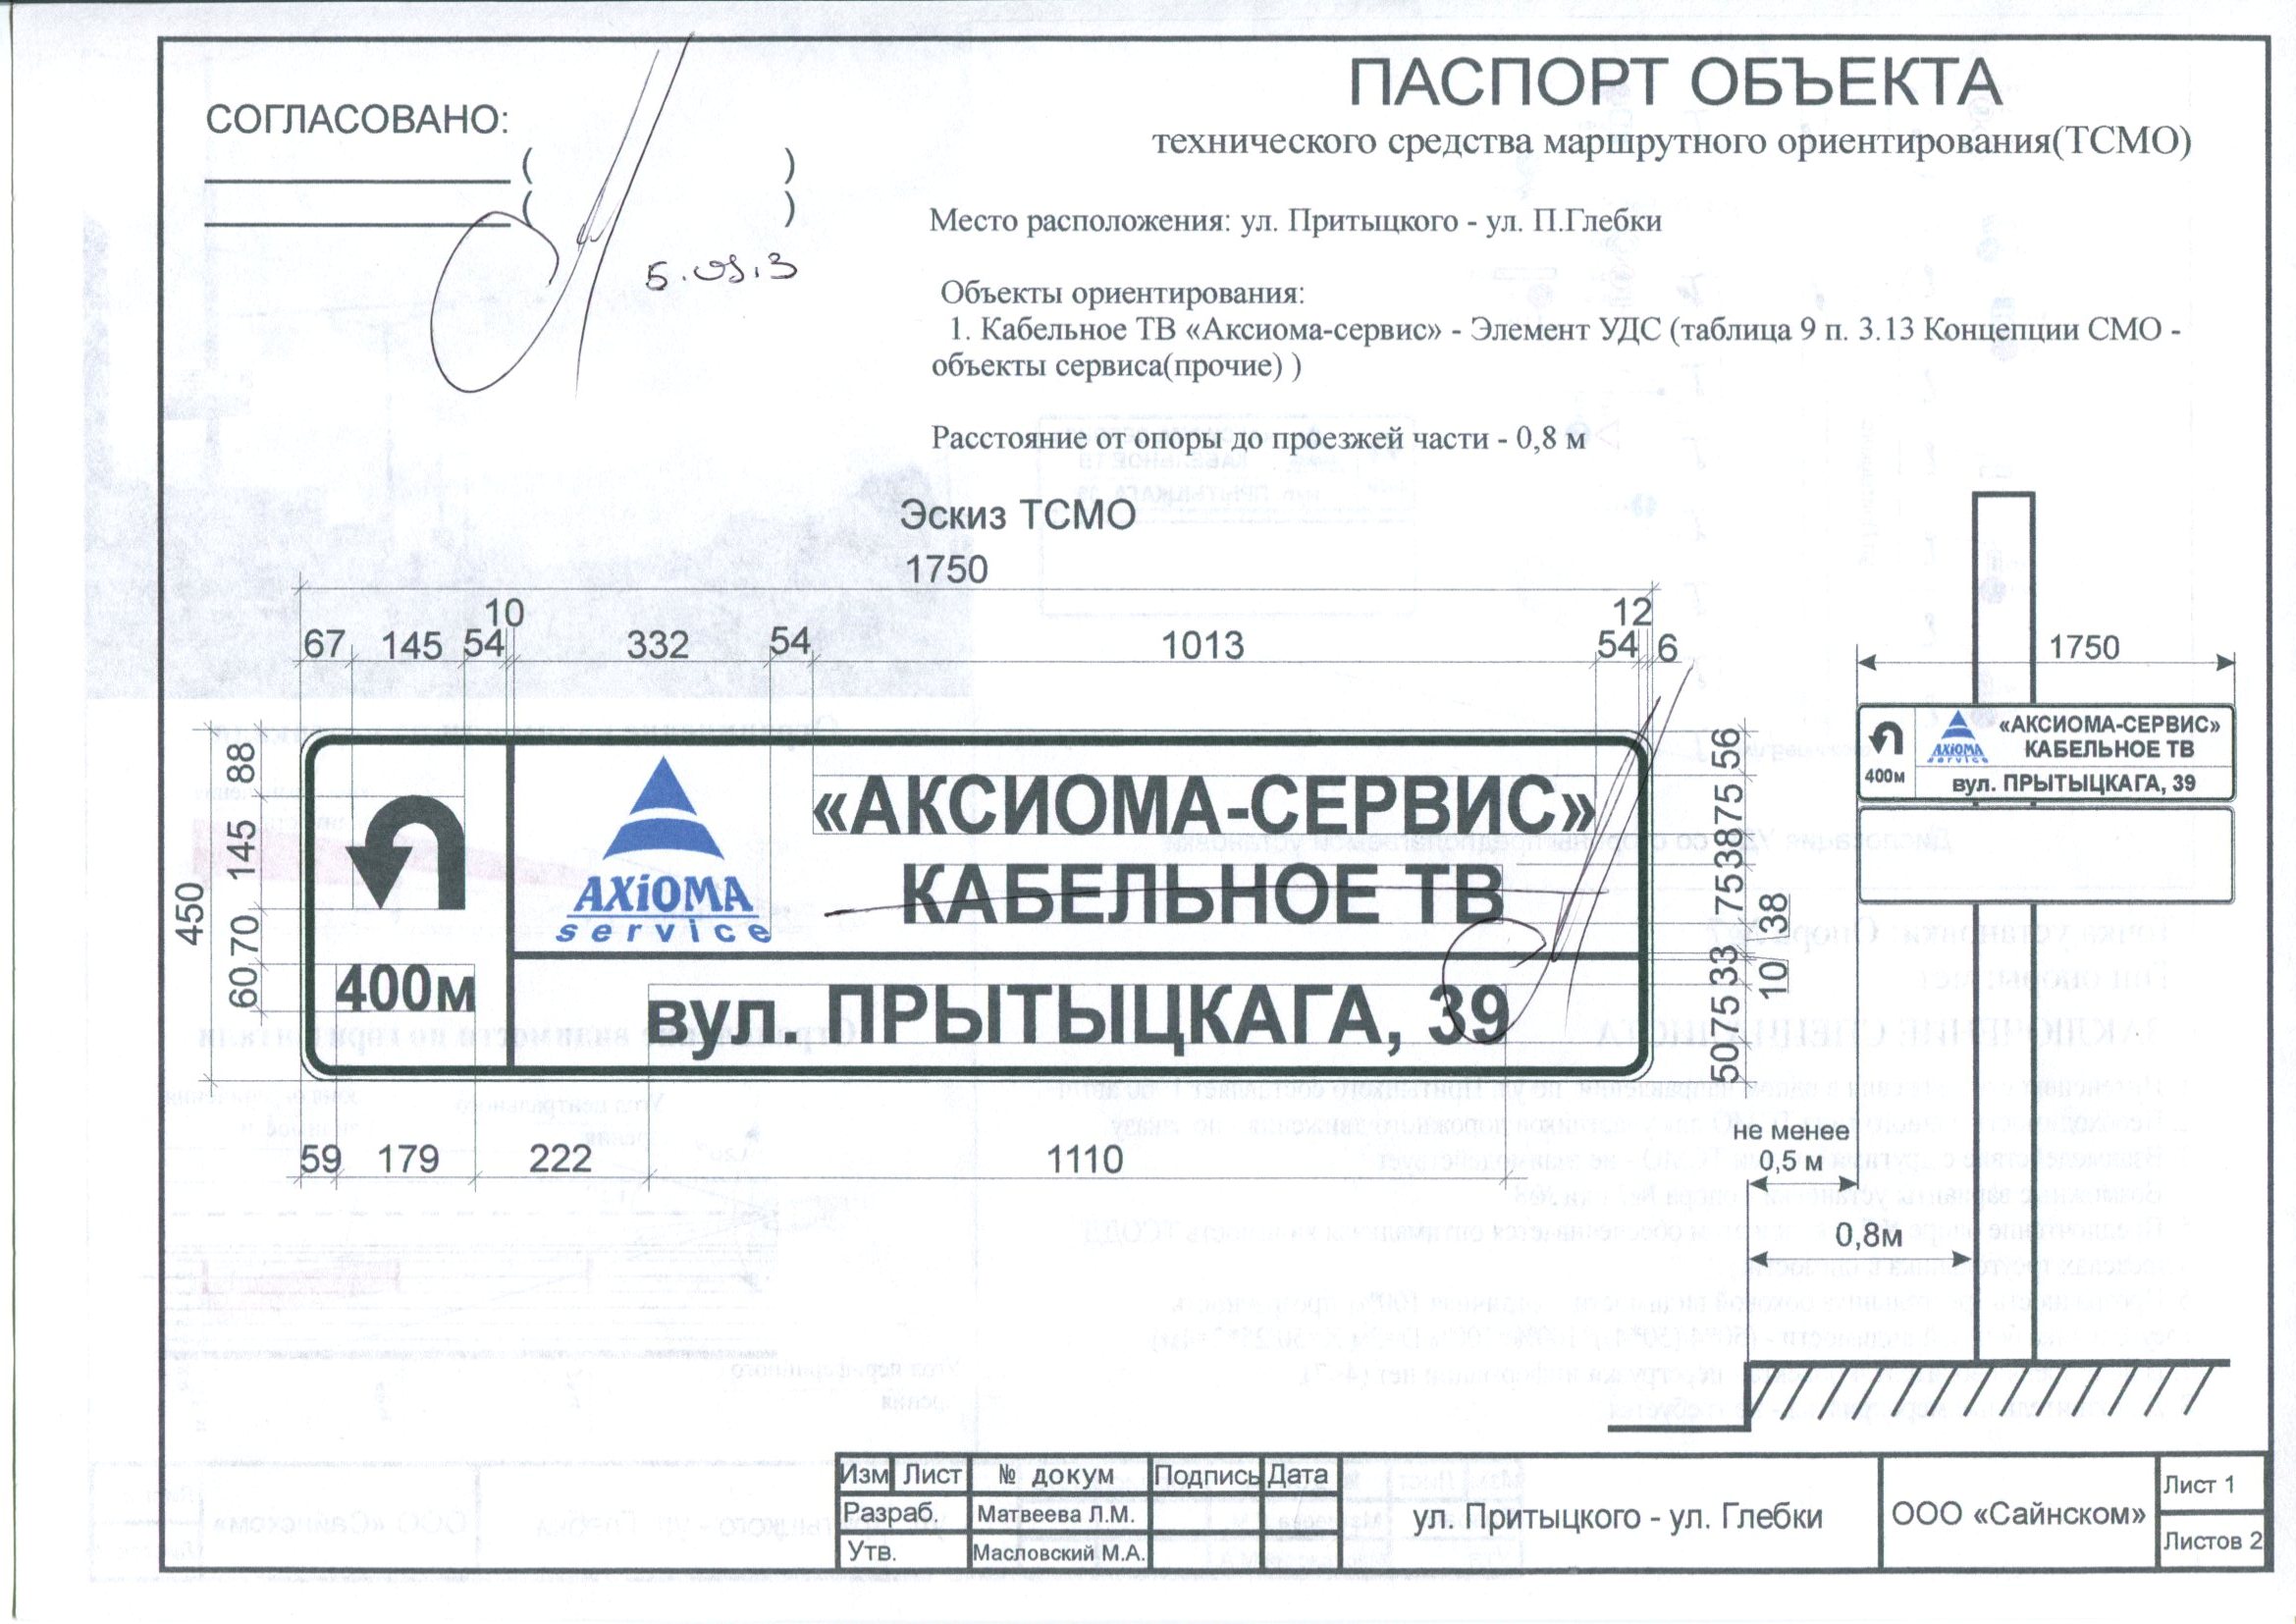 СОГЛАСОВАНО:
( )
( )
ПАСПОРТ ОБЪЕКТА
технического средства маршрутного ориентирования(ТСМО)
Место расположения: ул. Притыцкого - ул. П.Глебки
Объекты ориентирования:
1. Кабельное ТВ «Аксиома-сервис» - Элемент УДС (таблица 9 п. 3.13 Концепции СМО -
объекты сервиса(прочие) )
Расстояние от опоры до проезжей части - 0,8 м
Эскиз ТСМО
1750
10
12
67 145 54 332 54 1013 54 6
450
88
145
70
60
400м
AXiOMA
service
«АКСИОМА-СЕРВИС»
КАБЕЛЬНОЕ ТВ
вул. ПРЫТЫЦКАГА, 39
56
75
38
75
38
10
33
75
50
59 179 222 1110
1750
400м
AXiOMA
service
«АКСИОМА-СЕРВИС»
КАБЕЛЬНОЕ ТВ
вул. ПРЫТЫЦКАГА, 39
не менее
0,5 м
0,8м
Изм Лист № докум Подпись Дата
Разраб. Матвеева Л.М.
Утв. Масловский М.А.
ул. Притыцкого - ул. Глебки
ООО «Сайнском»
Лист 1
Листов 2